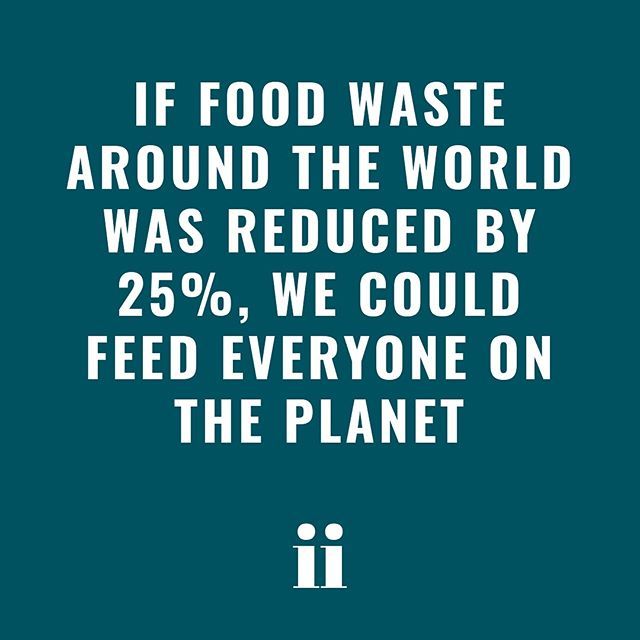 IF FOOD WASTE
AROUND THE WORLD
WAS REDUCED BY
25%, WE COULD
FEED EVERYONE ON
THE PLANET
ii